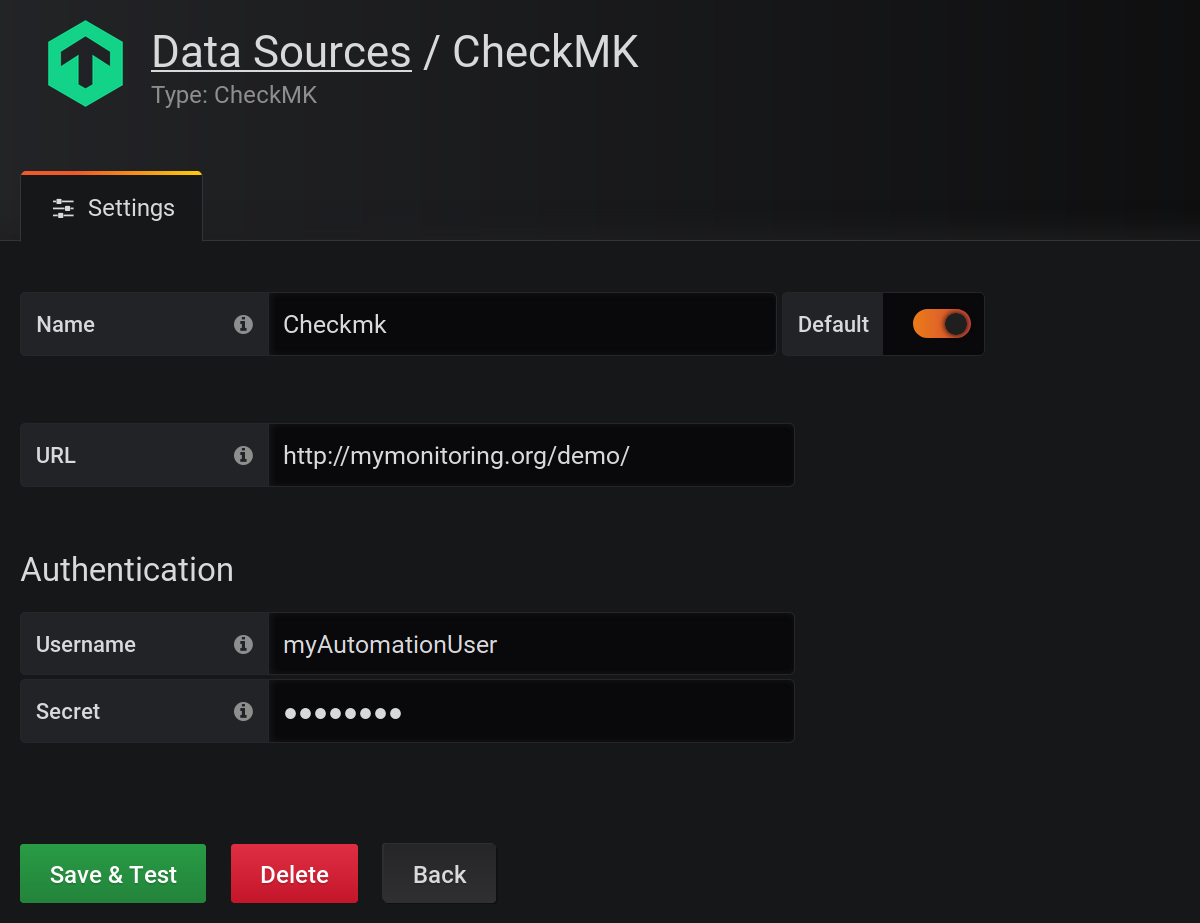 Data Sources / CheckMK
Type: CheckMK
Settings
Name Checkmk Default
URL http://mymonitoring.org/demo/
Authentication
Username myAutomationUser
Secret ••••••••
Save & Test Delete Back